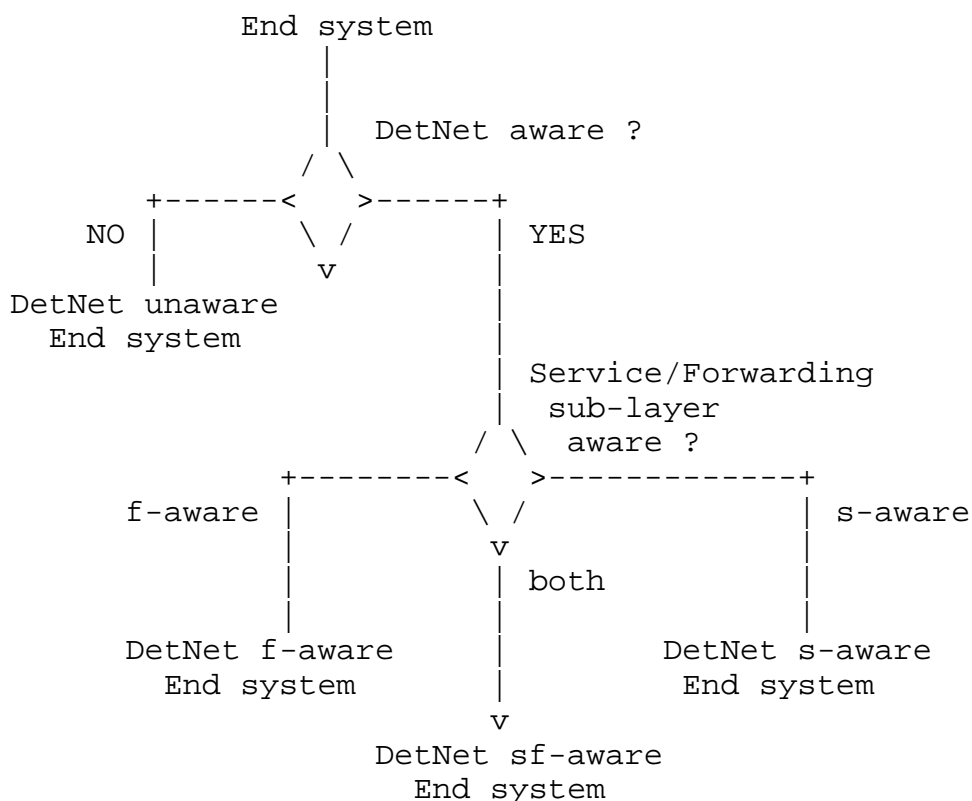 End system
|
|
| DetNet aware ?
/ \
+------< >------+
NO | \ / | YES
| v |
DetNet unaware |
End system |
| Service/Forwarding
| sub-layer
/ \ aware ?
+--------< >-------------+
f-aware | \ / | s-aware
| v |
| | both |
| | |
DetNet f-aware | DetNet s-aware
End system | End system
v
DetNet sf-aware
End system